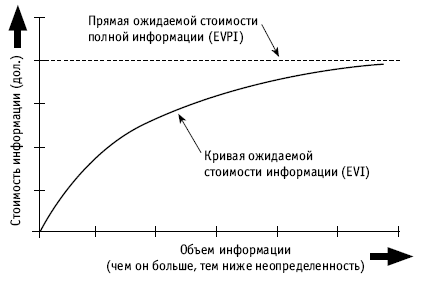 Прямая ожидаемой стоимости
полной информации (EVPI)
Стоимость информации (дол.)
Кривая ожидаемой
стоимости информации (EVI)
Объем информации
(чем он больше, тем ниже неопределенность)